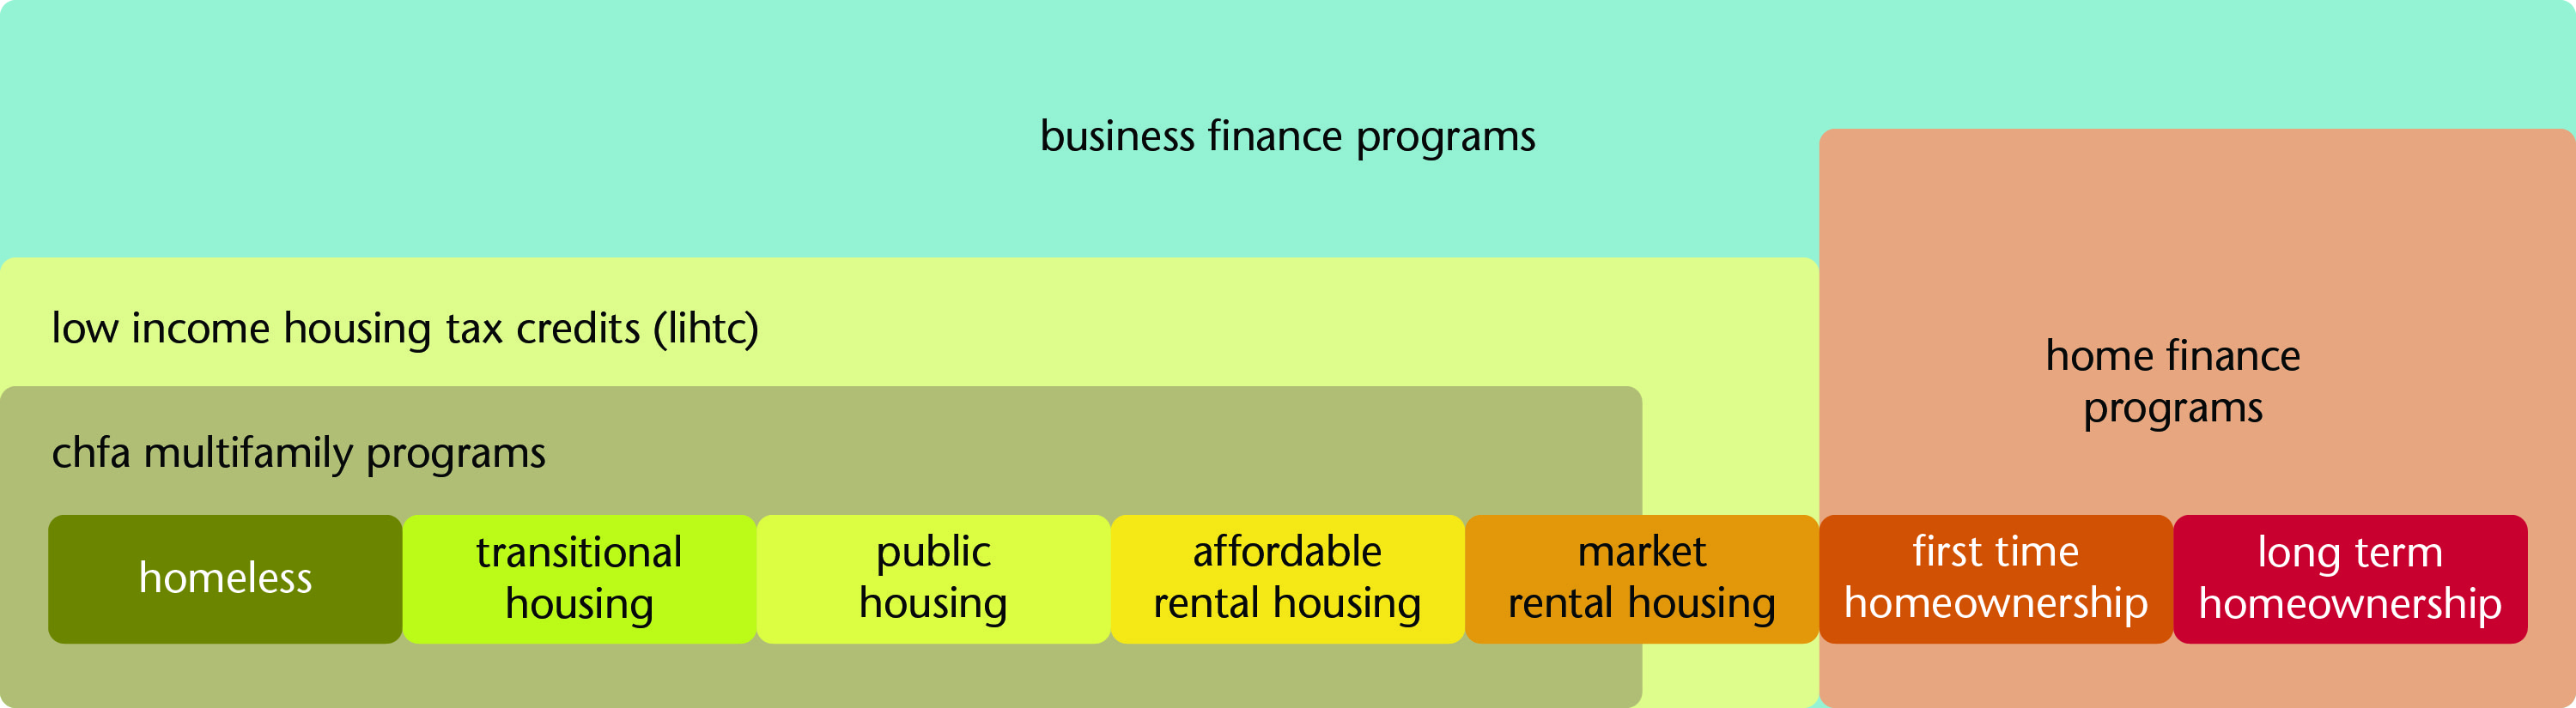 business finance programs
low income housing tax credits (lihtc)
home finance
programs
chfa multifamily programs
homeless
transitional
housing
public
housing
affordable
rental housing
market
rental housing
first time
homeownership
long term
homeownership